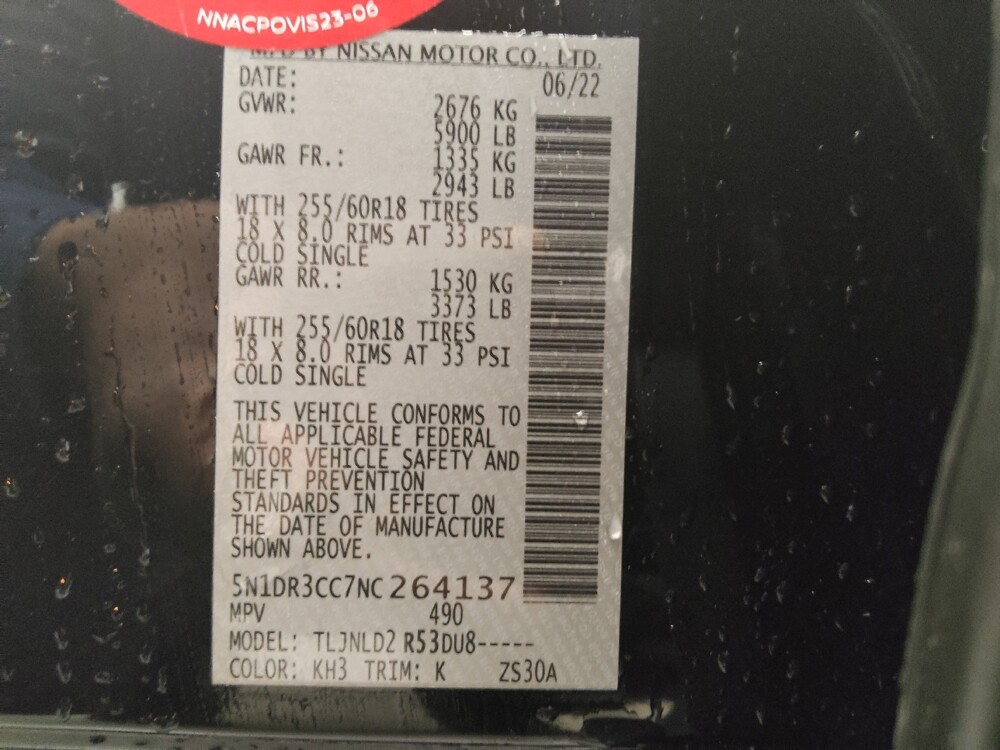 NNACPOVIS23-06
MFD BY NISSAN MOTOR CO., LTD.
DATE: 06/22
GVWR: 2676 KG
5900 LB
GAWR FR.: 1335 KG
2943 LB
WITH 255/60R18 TIRES
18 X 8.0 RIMS AT 33 PSI
COLD SINGLE
GAWR RR.: 1530 KG
3373 LB
WITH 255/60R18 TIRES
18 X 8.0 RIMS AT 33 PSI
COLD SINGLE
THIS VEHICLE CONFORMS TO
ALL APPLICABLE FEDERAL
MOTOR VEHICLE SAFETY AND
THEFT PREVENTION
STANDARDS IN EFFECT ON
THE DATE OF MANUFACTURE
SHOWN ABOVE.
5N1DR3CC7NC264137
MPV 490
MODEL: TLJNLD2 R53DU8-----
COLOR: KH3 TRIM: K ZS30A